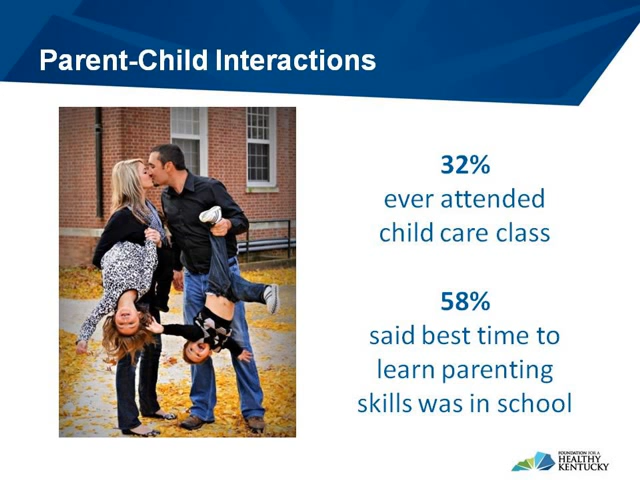 Parent-Child Interactions
32%
ever attended
child care class
58%
said best time to
learn parenting
skills was in school
FOUNDATION FOR A
HEALTHY
KENTUCKY